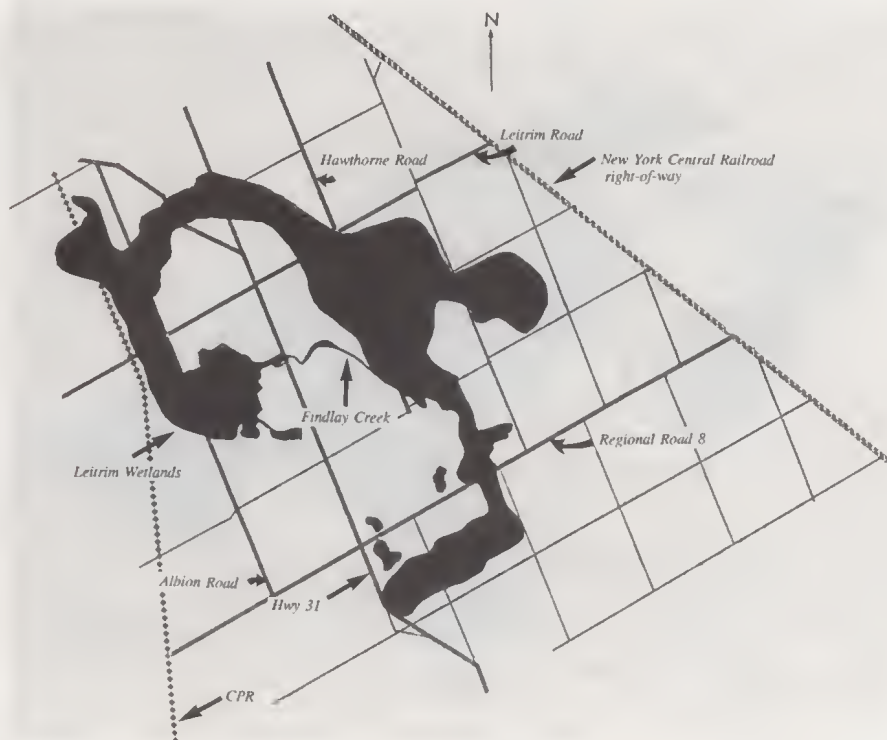 N
Leitrim Road
Hawthorne Road
New York Central Railroad
right-of-way
Findlay Creek
Regional Road 8
Leitrim Wetlands
Albion Road
Hwy 31
CPR